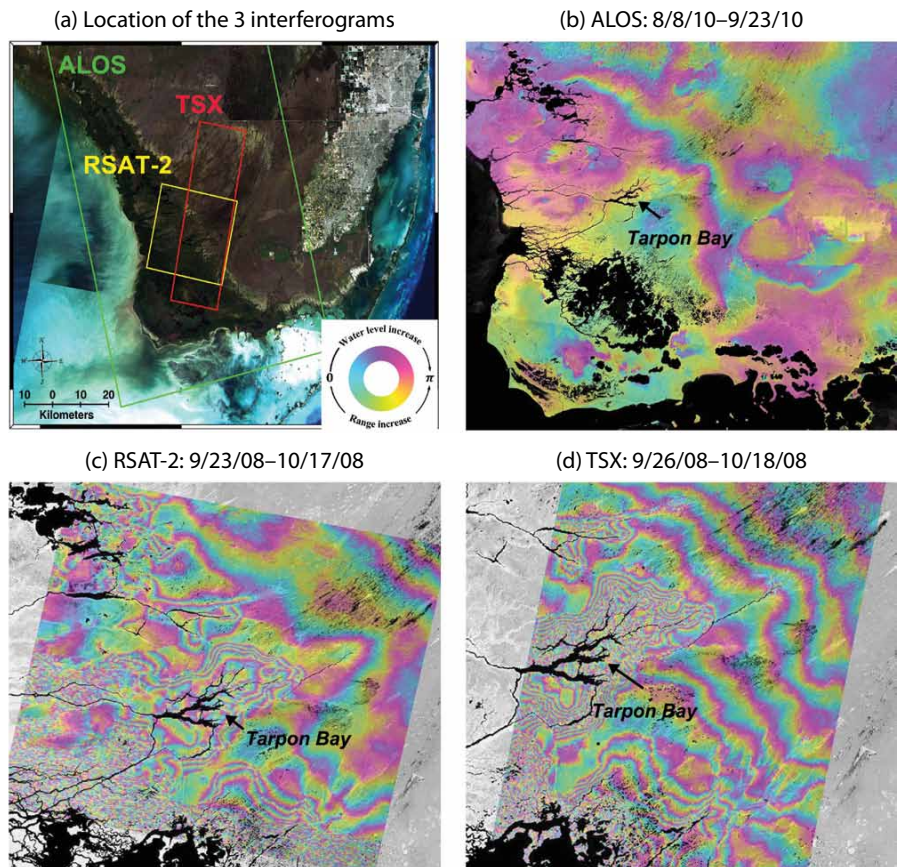 (a) Location of the 3 interferograms
ALOS
TSX
RSAT-2
Water level increase
0
π
Range increase
N
W
S
10 0 10 20
Kilometers
(b) ALOS: 8/8/10–9/23/10
Tarpon Bay
(c) RSAT-2: 9/23/08–10/17/08
Tarpon Bay
(d) TSX: 9/26/08–10/18/08
Tarpon Bay